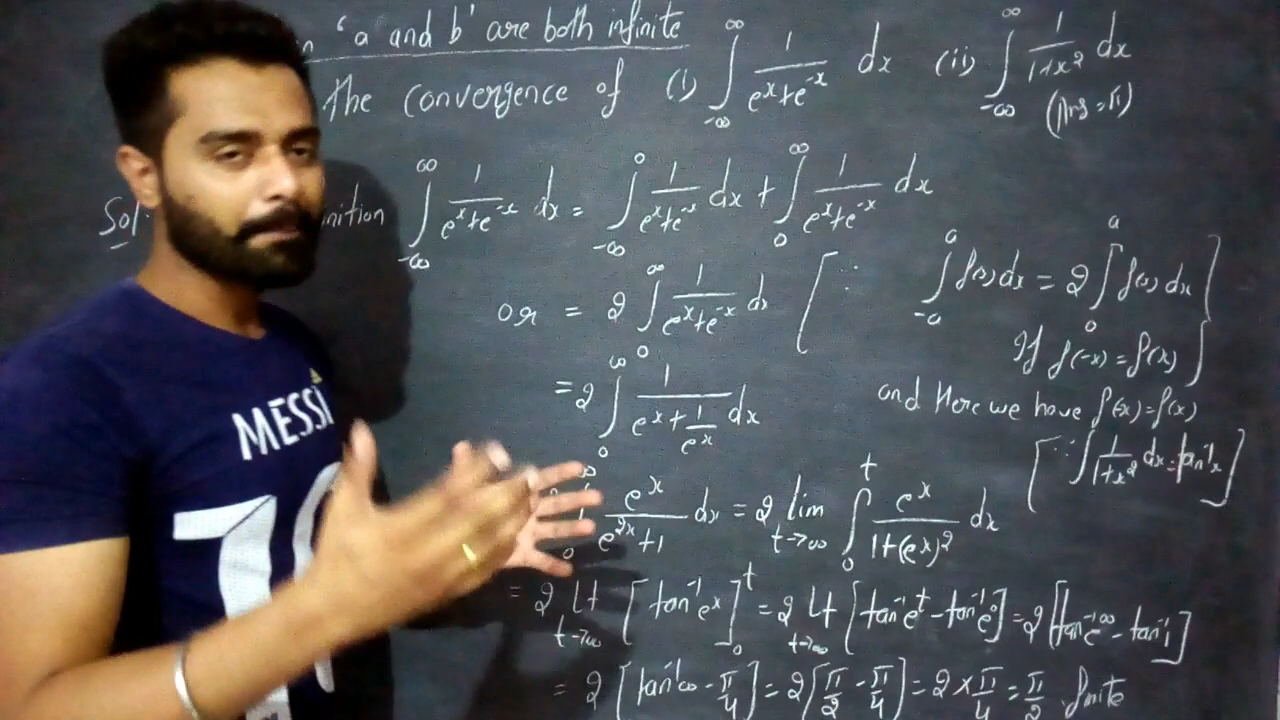 'a' and b' are both infinite
The convergence of (i) ∫_{-∞}^{∞} 1/(e^x+e^{-x}) dx (ii) ∫_{-∞}^{∞} 1/(1+x²) dx
(Ans = π)
Sol. nition ∫_{-∞}^{∞} 1/(e^x+e^{-x}) dx = ∫_{-∞}^{0} 1/(e^x+e^{-x}) dx + ∫_{0}^{∞} 1/(e^x+e^{-x}) dx
or = 2 ∫_{0}^{∞} 1/(e^x+e^{-x}) dx [∵ ∫_{-a}^{a} f(x) dx = 2 ∫_{0}^{a} f(x) dx
If f(-x) = f(x)]
= 2 ∫_{0}^{∞} 1/(e^x + 1/e^x) dx
and Here we have f(-x) = f(x)
[∵ ∫ 1/(1+x²) dx = tan⁻¹x]
e^x/(e^{2x}+1) dx = 2 lim_{t→∞} ∫_{0}^{t} e^x/(1+(e^x)²) dx
= 2 Lt_{t→∞} [tan⁻¹e^x]_{0}^{t} = 2 Lt_{t→∞} [tan⁻¹e^t - tan⁻¹e^0] = 2[tan⁻¹e^∞ - tan⁻¹1]
= 2 [tan⁻¹∞ - π/4] = 2[π/2 - π/4] = 2 × π/4 = π/2 finite
MESSI